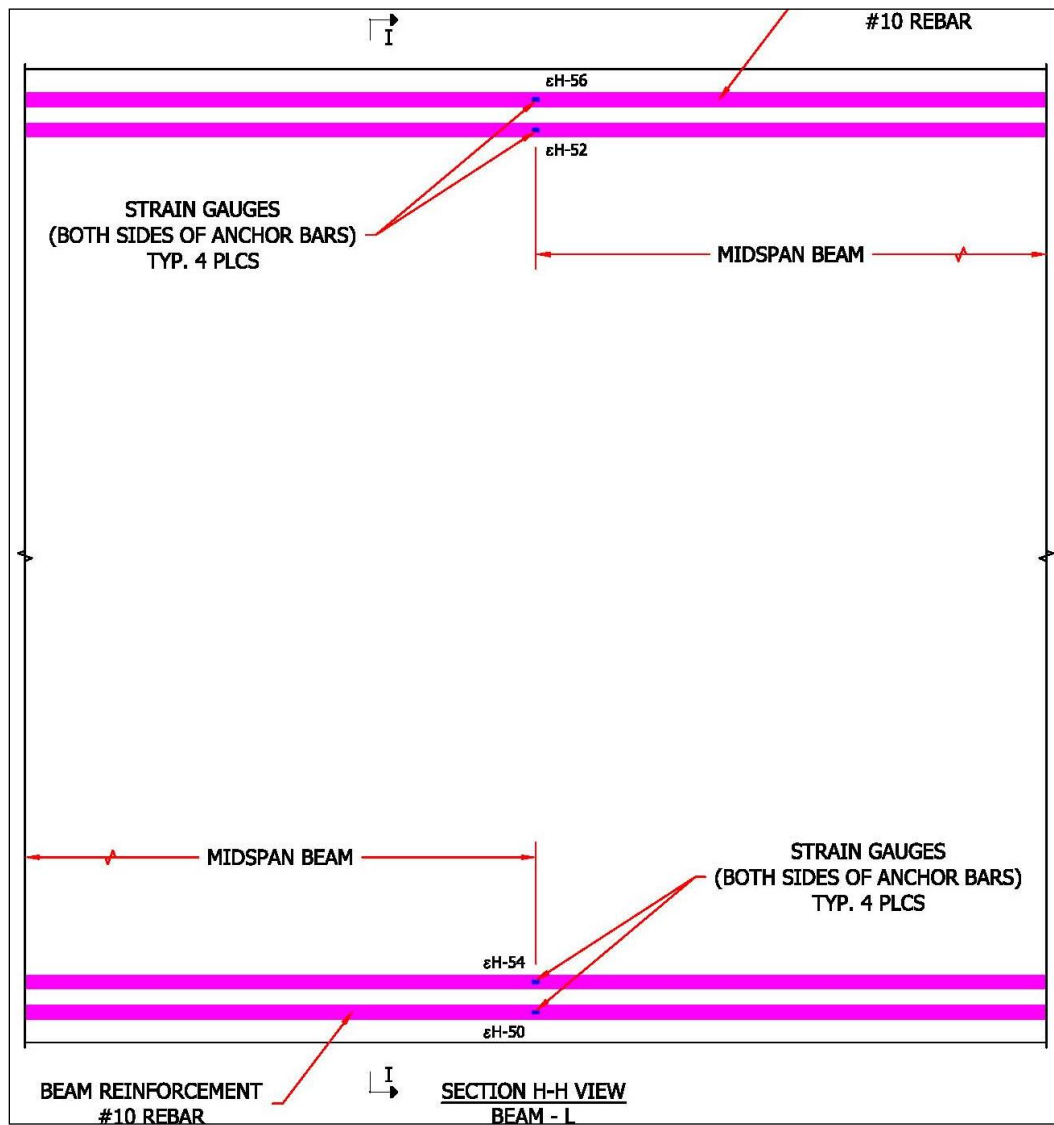 I
#10 REBAR
εH-56
εH-52
STRAIN GAUGES
(BOTH SIDES OF ANCHOR BARS)
TYP. 4 PLCS
MIDSPAN BEAM
MIDSPAN BEAM
STRAIN GAUGES
(BOTH SIDES OF ANCHOR BARS)
TYP. 4 PLCS
εH-54
εH-50
BEAM REINFORCEMENT
#10 REBAR
I
SECTION H-H VIEW
BEAM - L